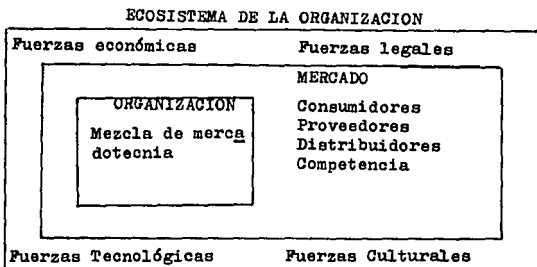 ECOSISTEMA DE LA ORGANIZACION
Fuerzas económicas Fuerzas legales
MERCADO
ORGANIZACION
Mezcla de merca
dotecnia
Consumidores
Proveedores
Distribuidores
Competencia
Fuerzas Tecnológicas Fuerzas Culturales